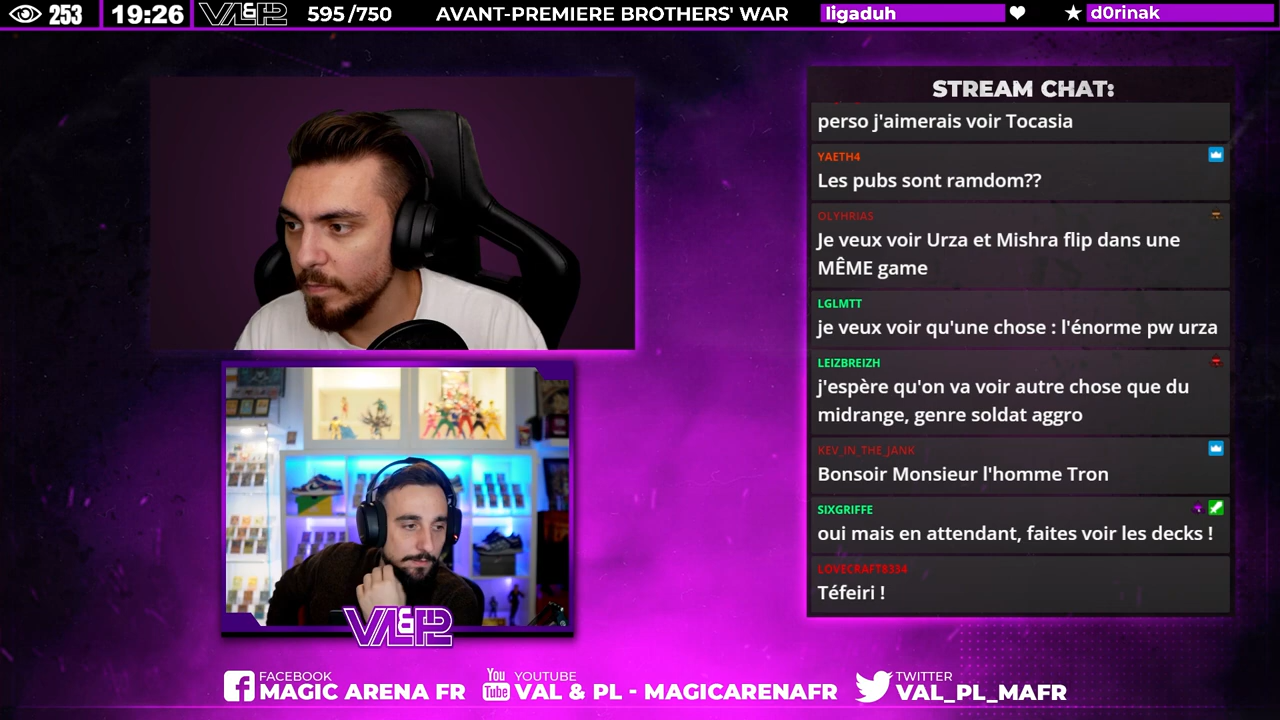 253
19:26
VAL&PL
595 /750
AVANT-PREMIERE BROTHERS' WAR
ligaduh
d0rinak
STREAM CHAT:
perso j'aimerais voir Tocasia
YAETH4
Les pubs sont ramdom??
OLYHRIAS
Je veux voir Urza et Mishra flip dans une
MÊME game
LGLMTT
je veux voir qu'une chose : l'énorme pw urza
LEIZBREIZH
j'espère qu'on va voir autre chose que du
midrange, genre soldat aggro
KEV_IN_THE_JANK
Bonsoir Monsieur l'homme Tron
SIXGRIFFE
oui mais en attendant, faites voir les decks !
LOVECRAFT8334
Téfeiri !
VAL&PL
FACEBOOK
MAGIC ARENA FR
You
Tube
YOUTUBE
VAL & PL - MAGICARENAFR
TWITTER
VAL_PL_MAFR